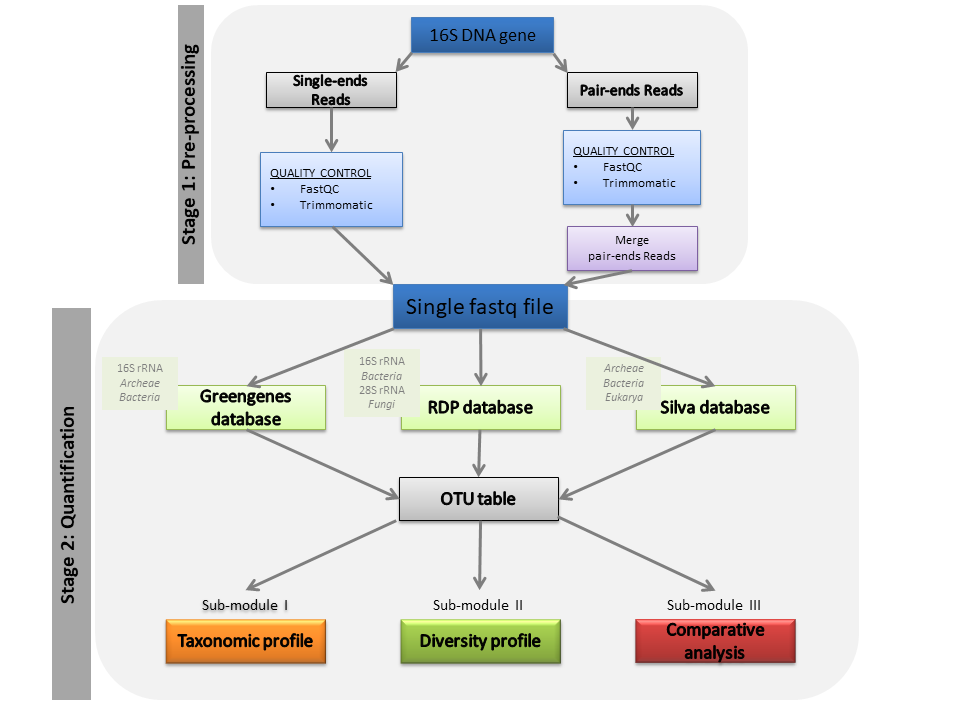 Stage 1: Pre-processing
16S DNA gene
Single-ends
Reads
Pair-ends Reads
QUALITY CONTROL
• FastQC
• Trimmomatic
QUALITY CONTROL
• FastQC
• Trimmomatic
Merge
pair-ends Reads
Stage 2: Quantification
Single fastq file
16S rRNA
Archeae
Bacteria
Greengenes
database
16S rRNA
Bacteria
28S rRNA
Fungi
RDP database
Archeae
Bacteria
Eukarya
Silva database
OTU table
Sub-module I
Taxonomic profile
Sub-module II
Diversity profile
Sub-module III
Comparative
analysis